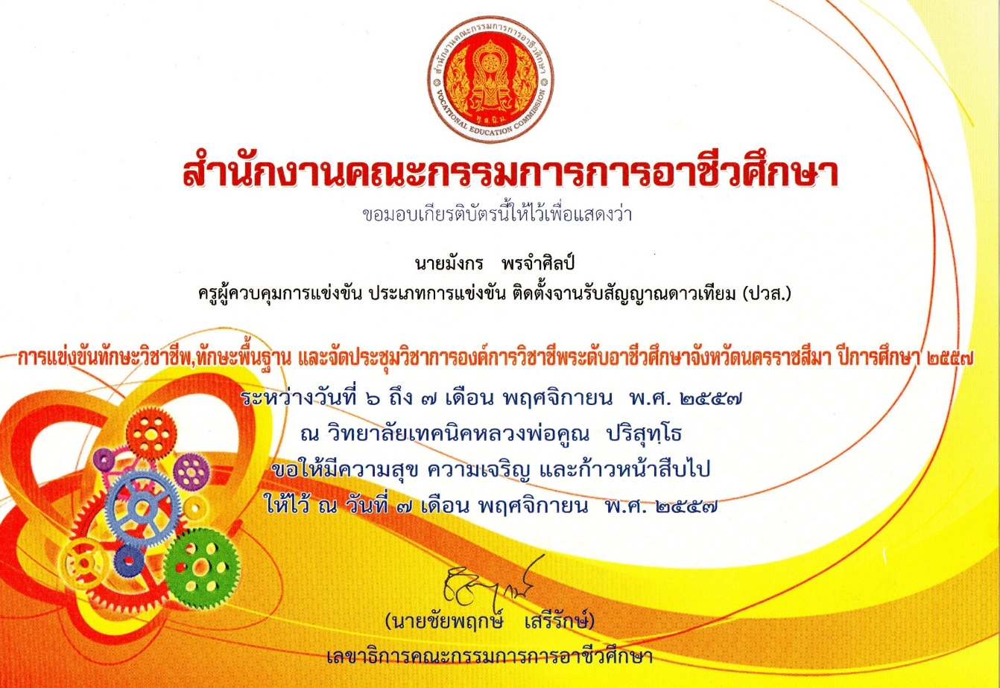 สำนักงานคณะกรรมการการอาชีวศึกษา
VOCATIONAL EDUCATION COMMISSION
ทุ.ส.นิ.ม.
สำนักงานคณะกรรมการการอาชีวศึกษา
ขอมอบเกียรติบัตรนี้ให้ไว้เพื่อแสดงว่า
นายมังกร พรจำศิลป์
ครูผู้ควบคุมการแข่งขัน ประเภทการแข่งขัน ติดตั้งจานรับสัญญาณดาวเทียม (ปวส.)
การแข่งขันทักษะวิชาชีพ,ทักษะพื้นฐาน และจัดประชุมวิชาการองค์การวิชาชีพระดับอาชีวศึกษาจังหวัดนครราชสีมา ปีการศึกษา ๒๕๕๗
ระหว่างวันที่ ๖ ถึง ๗ เดือน พฤศจิกายน พ.ศ. ๒๕๕๗
ณ วิทยาลัยเทคนิคหลวงพ่อคูณ ปริสุทฺโธ
ขอให้มีความสุข ความเจริญ และก้าวหน้าสืบไป
ให้ไว้ ณ วันที่ ๗ เดือน พฤศจิกายน พ.ศ. ๒๕๕๗
(นายชัยพฤกษ์ เสรีรักษ์)
เลขาธิการคณะกรรมการการอาชีวศึกษา